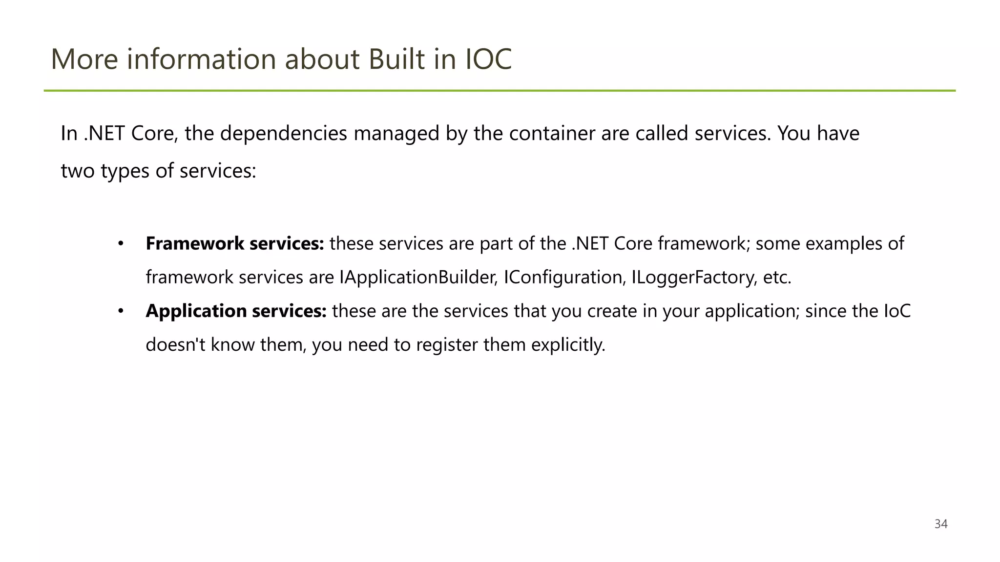 More information about Built in IOC
In .NET Core, the dependencies managed by the container are called services. You have
two types of services:
• Framework services: these services are part of the .NET Core framework; some examples of
framework services are IApplicationBuilder, IConfiguration, ILoggerFactory, etc.
• Application services: these are the services that you create in your application; since the IoC
doesn't know them, you need to register them explicitly.
34